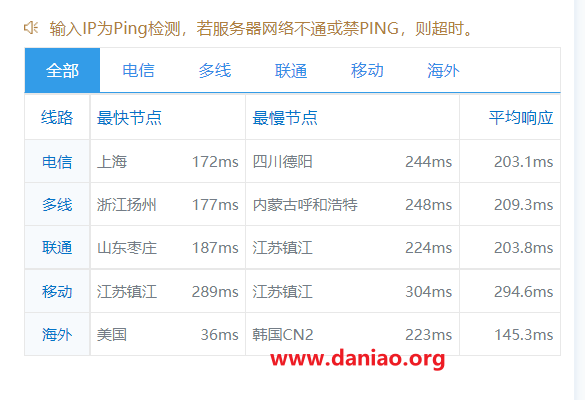 输入IP为Ping检测，若服务器网络不通或禁PING，则超时。
全部 电信 多线 联通 移动 海外
线路 最快节点 最慢节点 平均响应
电信 上海 172ms 四川德阳 244ms 203.1ms
多线 浙江扬州 177ms 内蒙古呼和浩特 248ms 209.3ms
联通 山东枣庄 187ms 江苏镇江 224ms 203.8ms
移动 江苏镇江 289ms 江苏镇江 304ms 294.6ms
海外 美国 36ms 韩国CN2 223ms 145.3ms
www.daniao.org